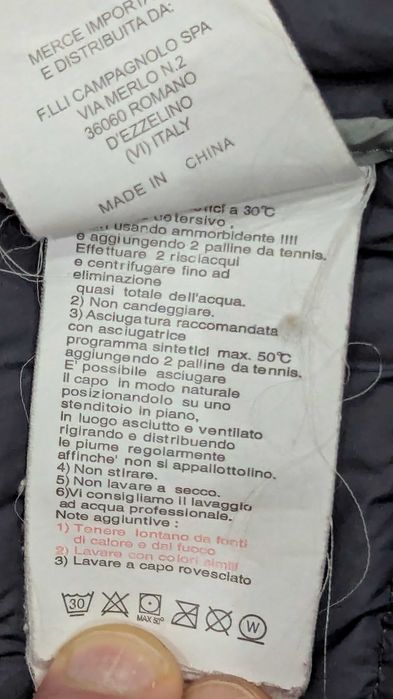 MERCE IMPORTA
E DISTRIBUITA DA:
F.LLI CAMPAGNOLO SPA
VIA MERLO N.2
36060 ROMANO
D'EZZELINO
(VI) ITALY
MADE IN CHINA
a 30°C
usando ammorbidente !!!!
e aggiungendo 2 palline da tennis.
Effettuare 2 risciacqui
e centrifugare fino ad
eliminazione
quasi totale dell'acqua.
2) Non candeggiare.
3) Asciugatura raccomandata
con asciugatrice
programma sintetici max. 50°C
aggiungendo 2 palline da tennis.
E' possibile asciugare
il capo in modo naturale
posizionandolo su uno
stenditoio in piano,
in luogo asciutto e ventilato
rigirando e distribuendo
le piume regolarmente
affinche' non si appallottolino.
4) Non stirare.
5) Non lavare a secco.
6)Vi consigliamo il lavaggio
ad acqua professionale.
Note aggiuntive :
1) Tenere lontano da fonti
di calore e dal fuoco
2) Lavare con colori simili
3) Lavare a capo rovesciato
30 MAX 50° W